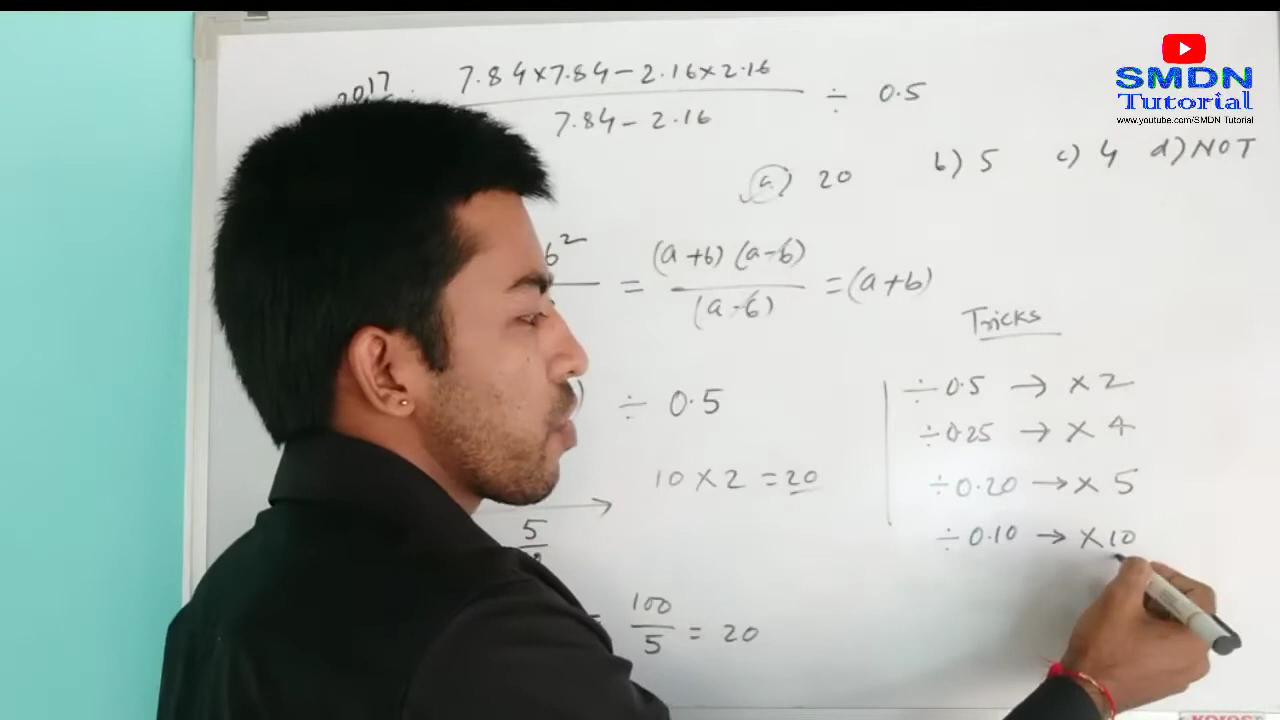 2017 : 7.84×7.84-2.16×2.16 ÷ 0.5
7.84-2.16
a) 20 b) 5 c) 4 d) NOT
b² = (a+b) (a-b) = (a+b)
(a-b)
) ÷ 0.5
10 × 2 = 20
5
= 100 = 20
5
Tricks
÷ 0.5 → × 2
÷ 0.25 → × 4
÷ 0.20 → × 5
÷ 0.10 → × 10
SMDN
Tutorial
www.youtube.com/SMDN Tutorial